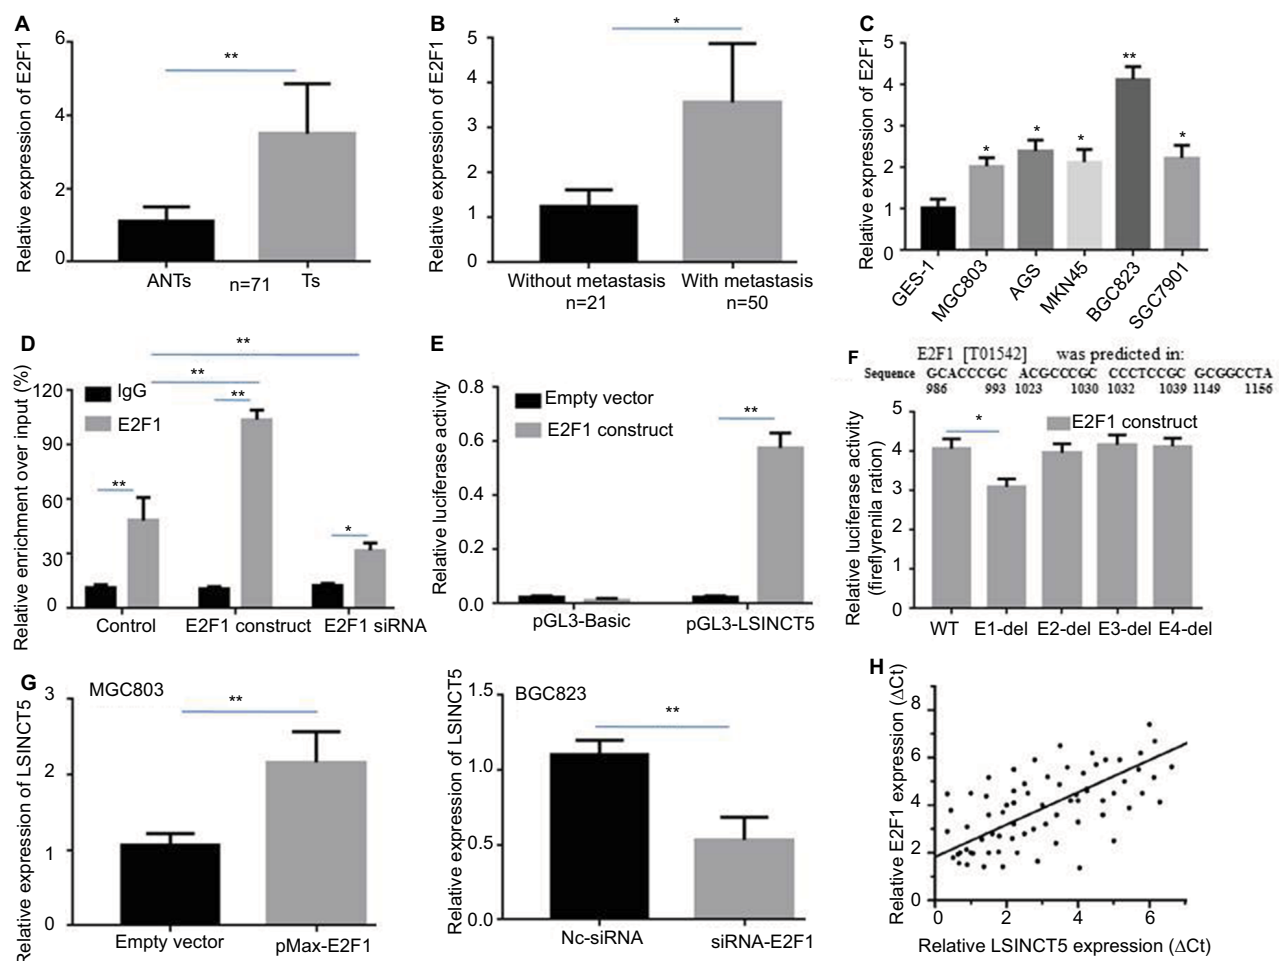 A
Relative expression of E2F1
6
4
2
0
**
ANTs
n=71
Ts
B
Relative expression of E2F1
5
4
3
2
1
0
*
Without metastasis
n=21
With metastasis
n=50
C
Relative expression of E2F1
5
4
3
2
1
0
*
*
*
**
*
GES-1
MGC803
AGS
MKN45
BGC823
SGC7901
D
Relative enrichment over input (%)
120
90
60
30
0
IgG
E2F1
**
**
**
**
*
Control
E2F1 construct
E2F1 siRNA
E
Relative luciferase activity
0.8
0.6
0.4
0.2
0.0
Empty vector
E2F1 construct
**
pGL3-Basic
pGL3-LSINCT5
F
E2F1 [T01542] was predicted in:
Sequence GCACCCGC ACGCCCGC CCCTCCGC GCGGCCTA
986 993 1023 1030 1032 1039 1149 1156
Relative luciferase activity
(fireflyrenila ration)
5
4
3
2
1
0
*
E2F1 construct
WT
E1-del
E2-del
E3-del
E4-del
G
MGC803
Relative expression of LSINCT5
3
2
1
0
**
Empty vector
pMax-E2F1
BGC823
Relative expression of LSINCT5
1.5
1.0
0.5
0.0
**
Nc-siRNA
siRNA-E2F1
H
Relative E2F1 expression (ΔCt)
8
6
4
2
0
0 2 4 6
Relative LSINCT5 expression (ΔCt)